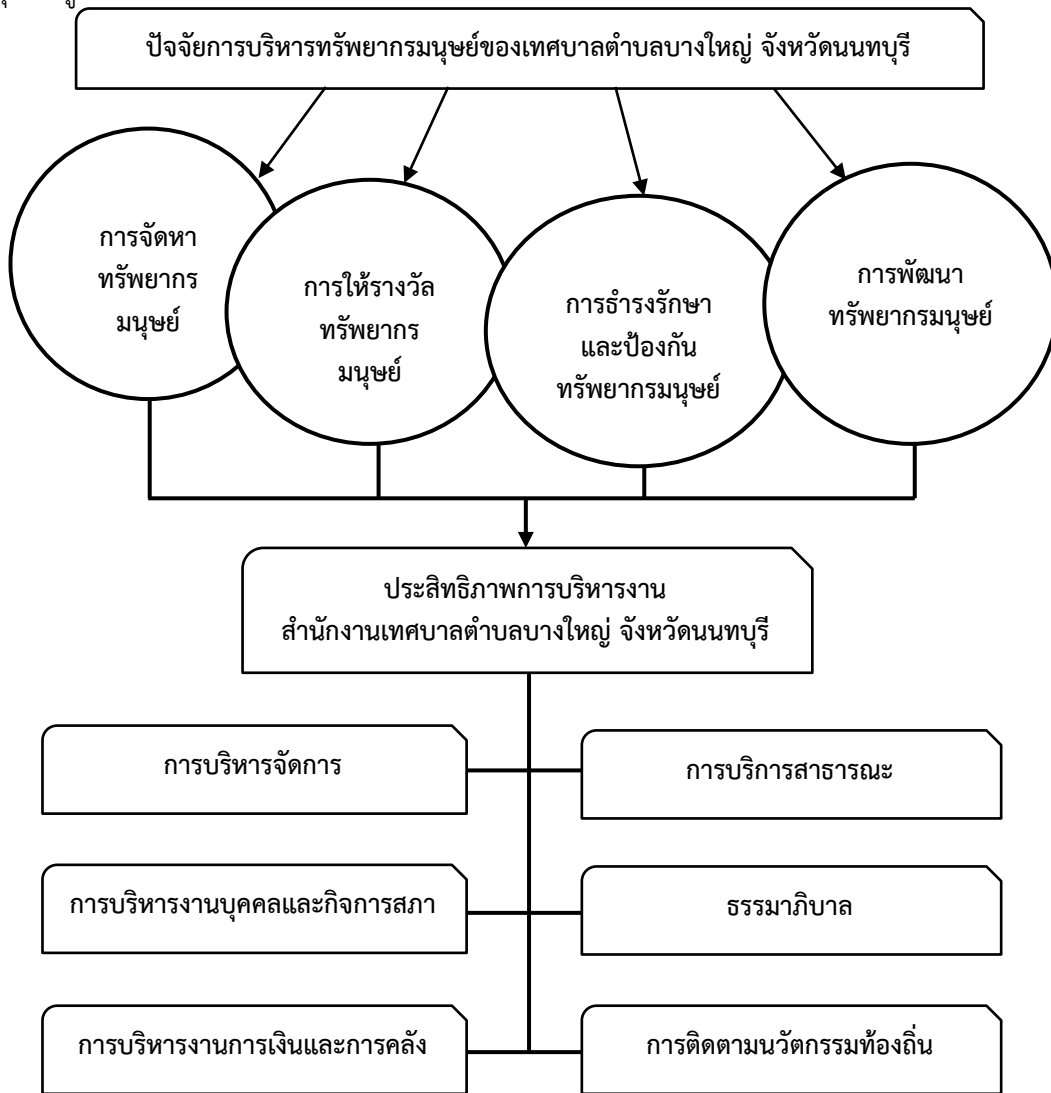 ปัจจัยการบริหารทรัพยากรมนุษย์ของเทศบาลตำบลบางใหญ่ จังหวัดนนทบุรี
การจัดหา
ทรัพยากร
มนุษย์
การให้รางวัล
ทรัพยากร
มนุษย์
การธำรงรักษา
และป้องกัน
ทรัพยากรมนุษย์
การพัฒนา
ทรัพยากรมนุษย์
ประสิทธิภาพการบริหารงาน
สำนักงานเทศบาลตำบลบางใหญ่ จังหวัดนนทบุรี
การบริหารจัดการ
การบริการสาธารณะ
การบริหารงานบุคคลและกิจการสภา
ธรรมาภิบาล
การบริหารงานการเงินและการคลัง
การติดตามนวัตกรรมท้องถิ่น